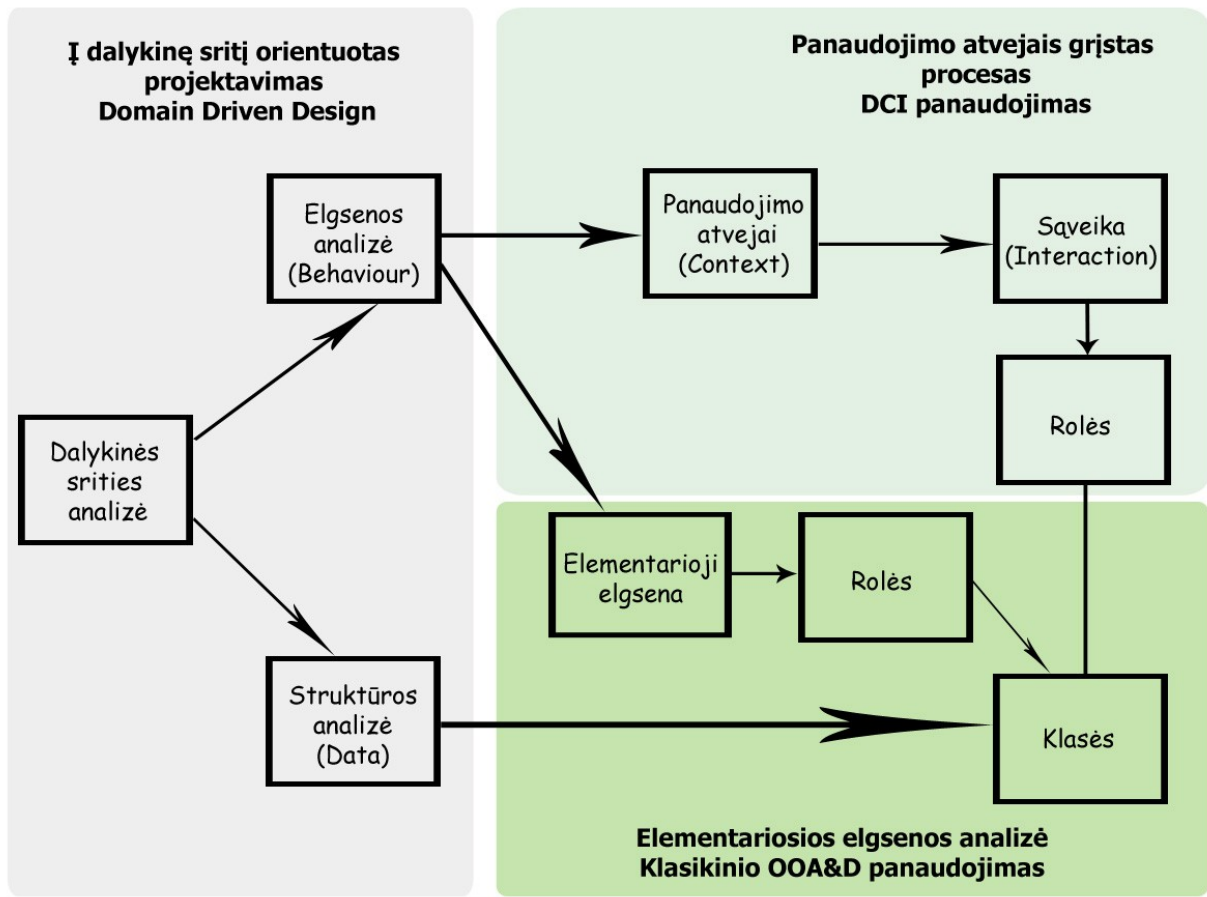 Į dalykinę sritį orientuotas
projektavimas
Domain Driven Design
Panaudojimo atvejais grįstas
procesas
DCI panaudojimas
Elgsenos
analizė
(Behaviour)
Panaudojimo
atvejai
(Context)
Sąveika
(Interaction)
Rolės
Dalykinės
srities
analizė
Elementarioji
elgsena
Rolės
Struktūros
analizė
(Data)
Klasės
Elementariosios elgsenos analizė
Klasikinio OOA&D panaudojimas